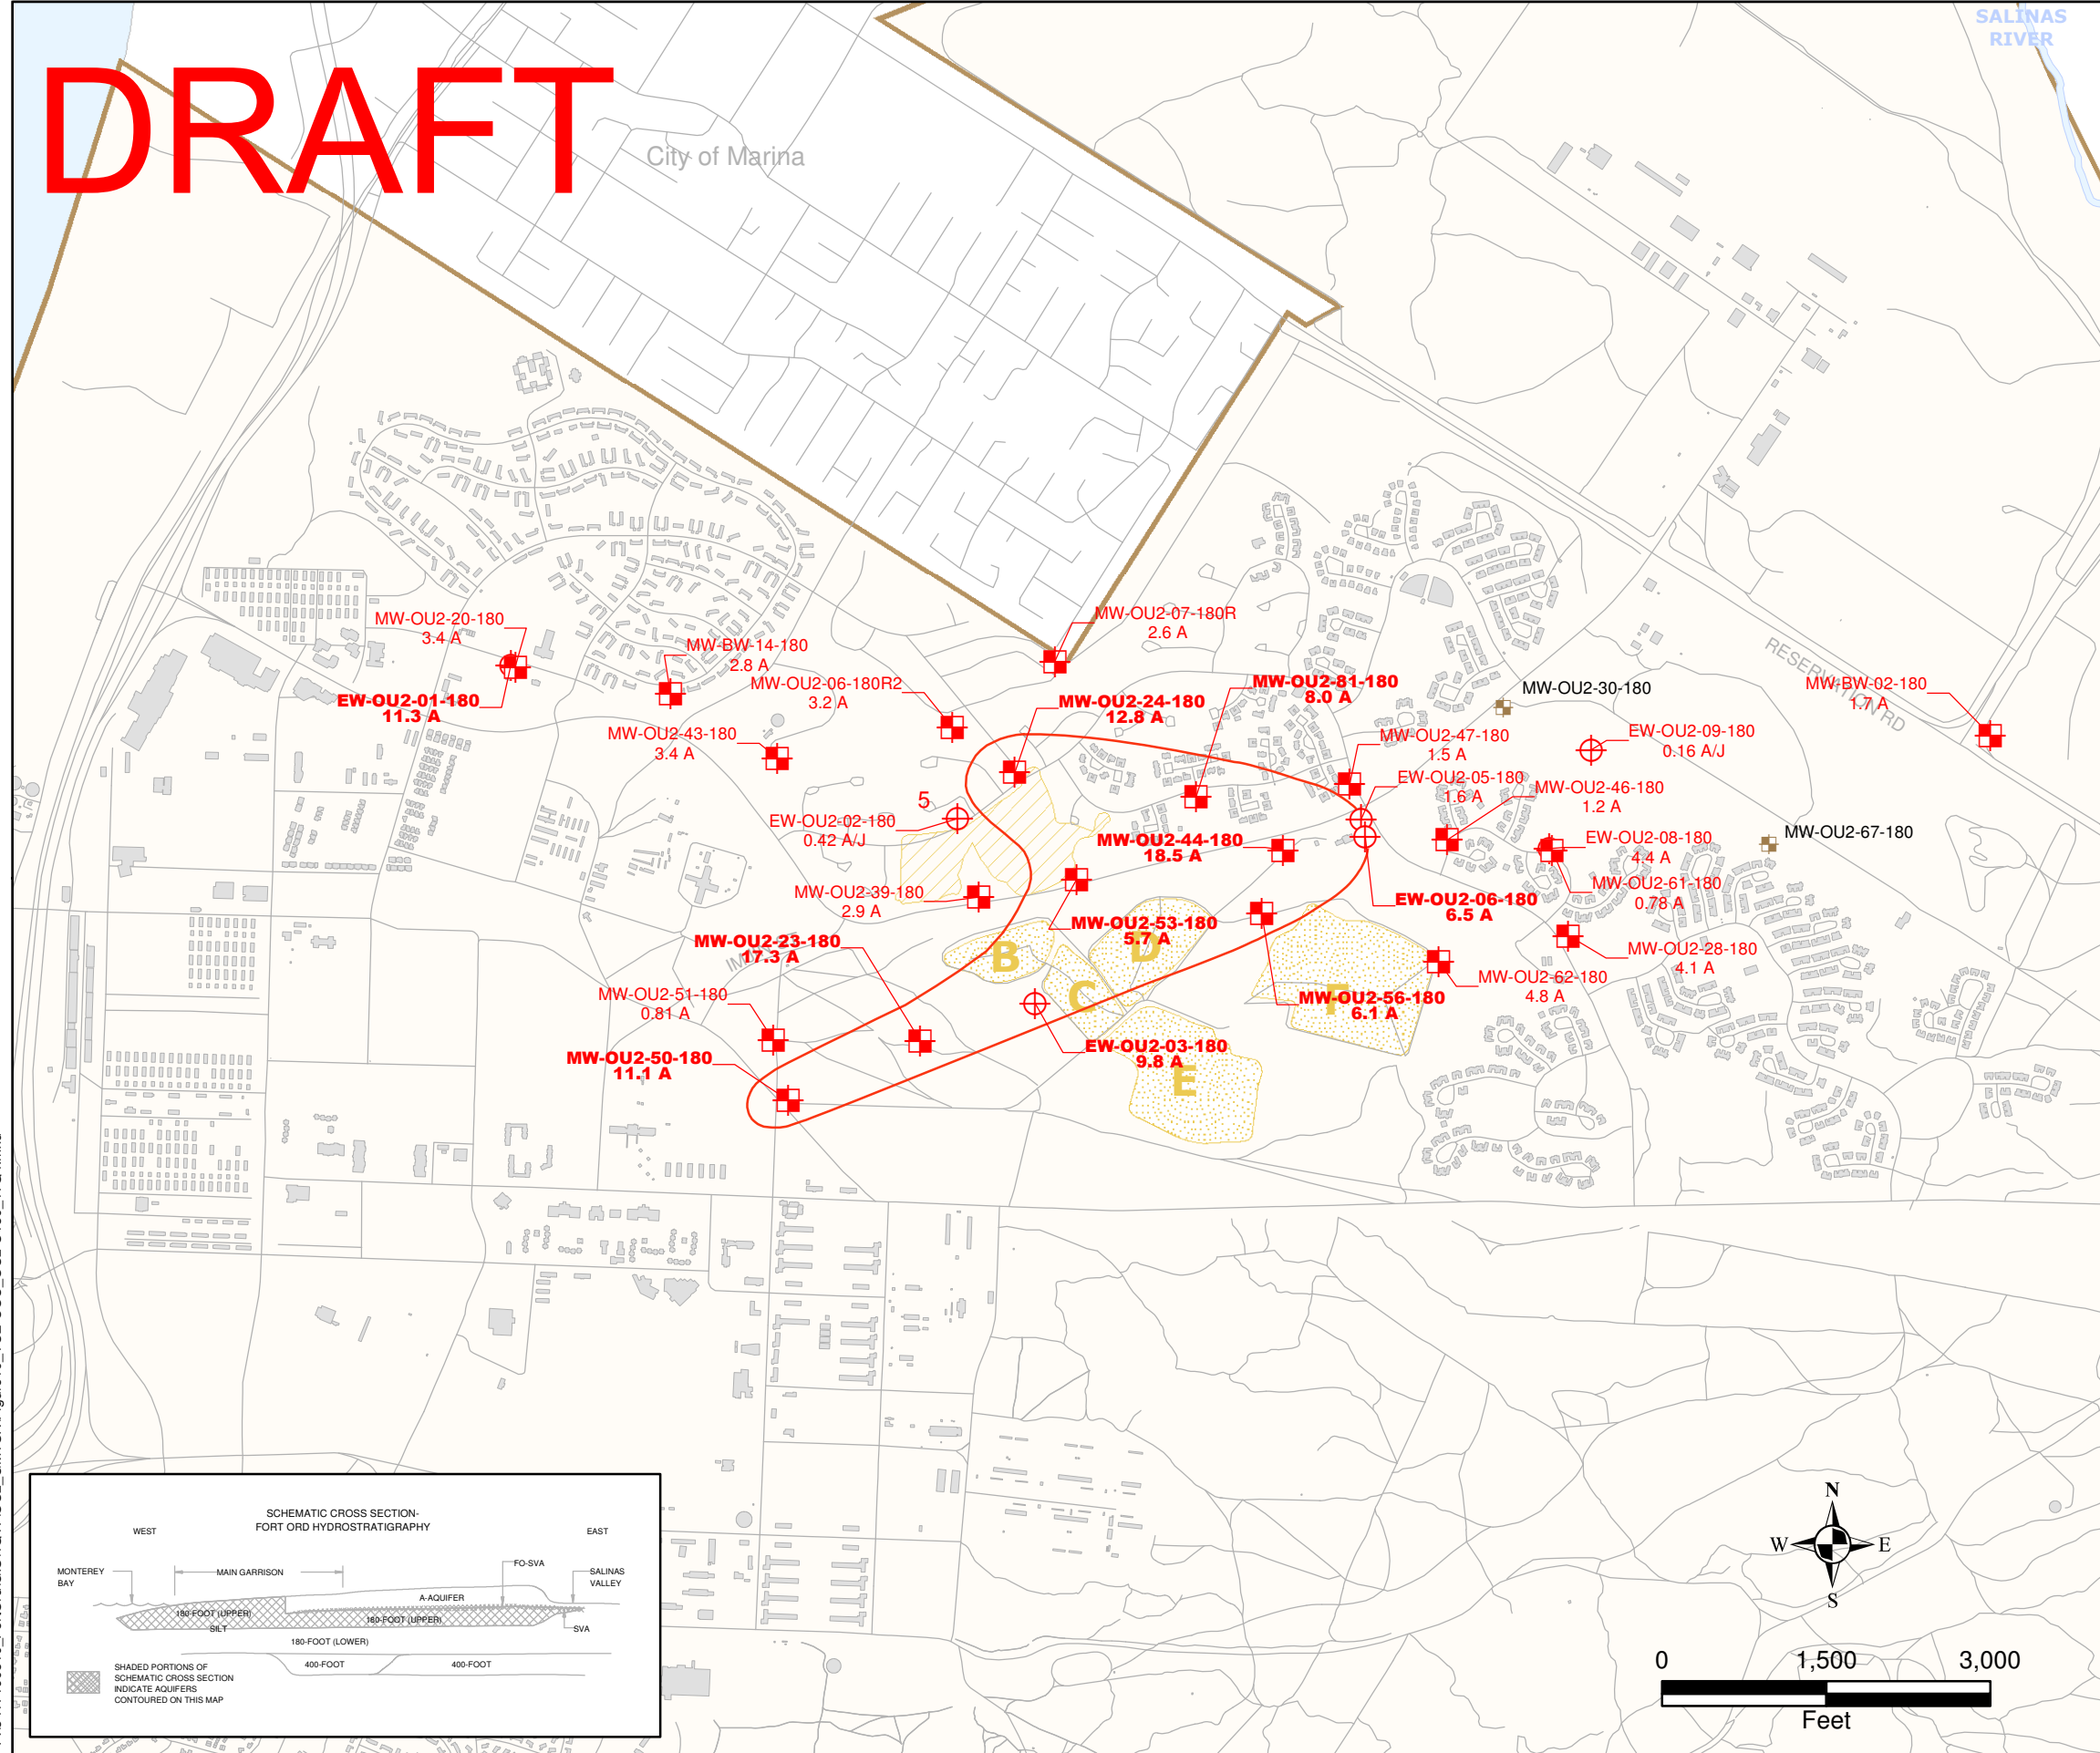 SALINAS
RIVER
DRAFT
City of Marina
MW-OU2-20-180
3.4 A
MW-OU2-07-180R
2.6 A
MW-BW-14-180
2.8 A
RESERVATION RD
EW-OU2-01-180
11.3 A
MW-OU2-06-180R2
3.2 A
MW-OU2-24-180
12.8 A
MW-OU2-81-180
8.0 A
MW-OU2-30-180
MW-BW-02-180
1.7 A
MW-OU2-43-180
3.4 A
MW-OU2-47-180
1.5 A
EW-OU2-09-180
0.16 A/J
EW-OU2-05-180
1.6 A
MW-OU2-46-180
1.2 A
5
EW-OU2-02-180
0.42 A/J
MW-OU2-44-180
18.5 A
EW-OU2-08-180
4.4 A
MW-OU2-67-180
MW-OU2-39-180
2.9 A
MW-OU2-61-180
0.78 A
EW-OU2-06-180
6.5 A
MW-OU2-53-180
5.7 A
MW-OU2-23-180
17.3 A
B
D
MW-OU2-28-180
4.1 A
MW-OU2-62-180
4.8 A
MW-OU2-51-180
0.81 A
C
MW-OU2-56-180
6.1 A
F
MW-OU2-50-180
11.1 A
EW-OU2-03-180
9.8 A
E
SCHEMATIC CROSS SECTION-
FORT ORD HYDROSTRATIGRAPHY
WEST
EAST
MONTEREY
BAY
MAIN GARRISON
FO-SVA
SALINAS
VALLEY
A-AQUIFER
180-FOOT (UPPER)
180-FOOT (UPPER)
SILT
SVA
180-FOOT (LOWER)
400-FOOT
400-FOOT
SHADED PORTIONS OF
SCHEMATIC CROSS SECTION
INDICATE AQUIFERS
CONTOURED ON THIS MAP
N
W
E
S
0
1,500
3,000
Feet